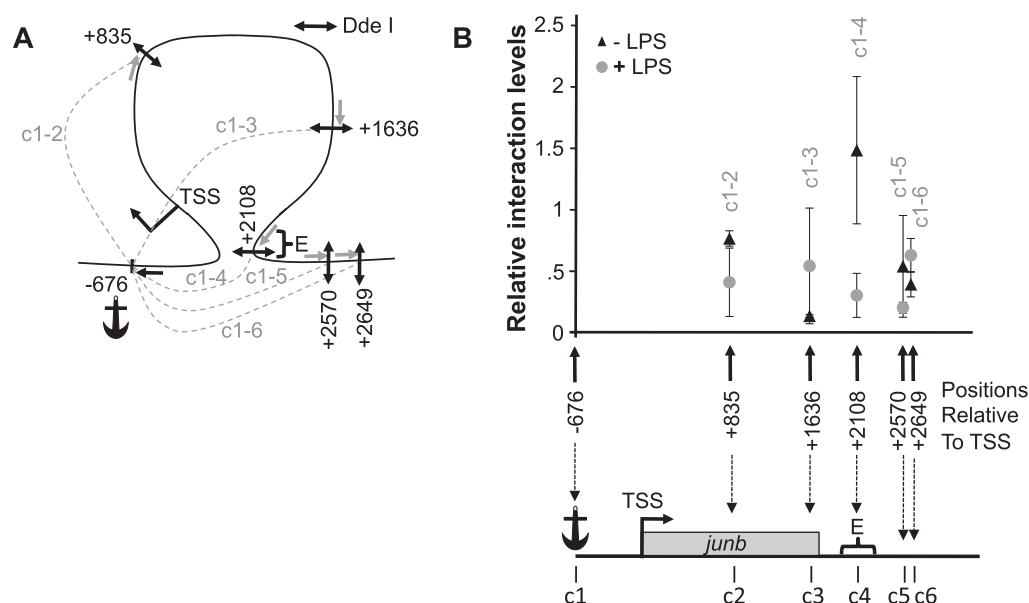 A
+835
Dde I
c1-2
c1-3
+1636
TSS
+2108
E
-676
c1-4
c1-5
c1-6
+2570
+2649
B
Relative interaction levels
2.5
2
1.5
1
.5
0
- LPS
+ LPS
c1-2
c1-3
c1-4
c1-5
c1-6
-676
+835
+1636
+2108
+2570
+2649
Positions
Relative
To TSS
TSS
junb
E
c1
c2
c3
c4
c5
c6